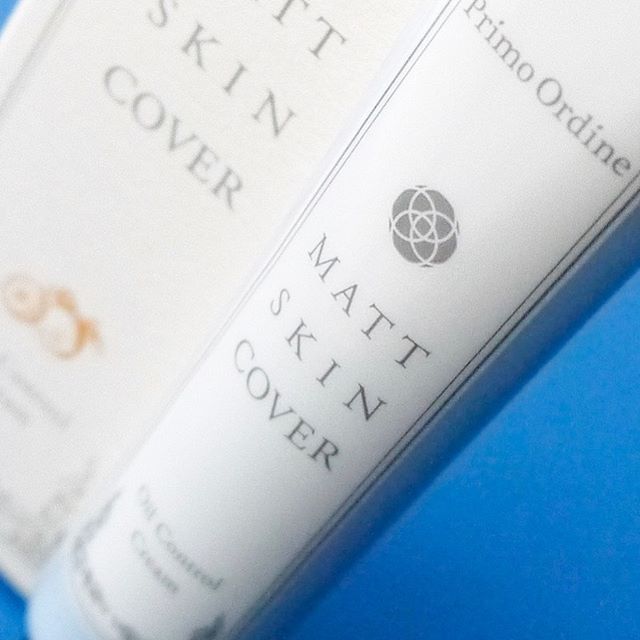 MATT
SKIN
COVER
Primo Ordine
MATT
SKIN
COVER
Oil Control
Cream